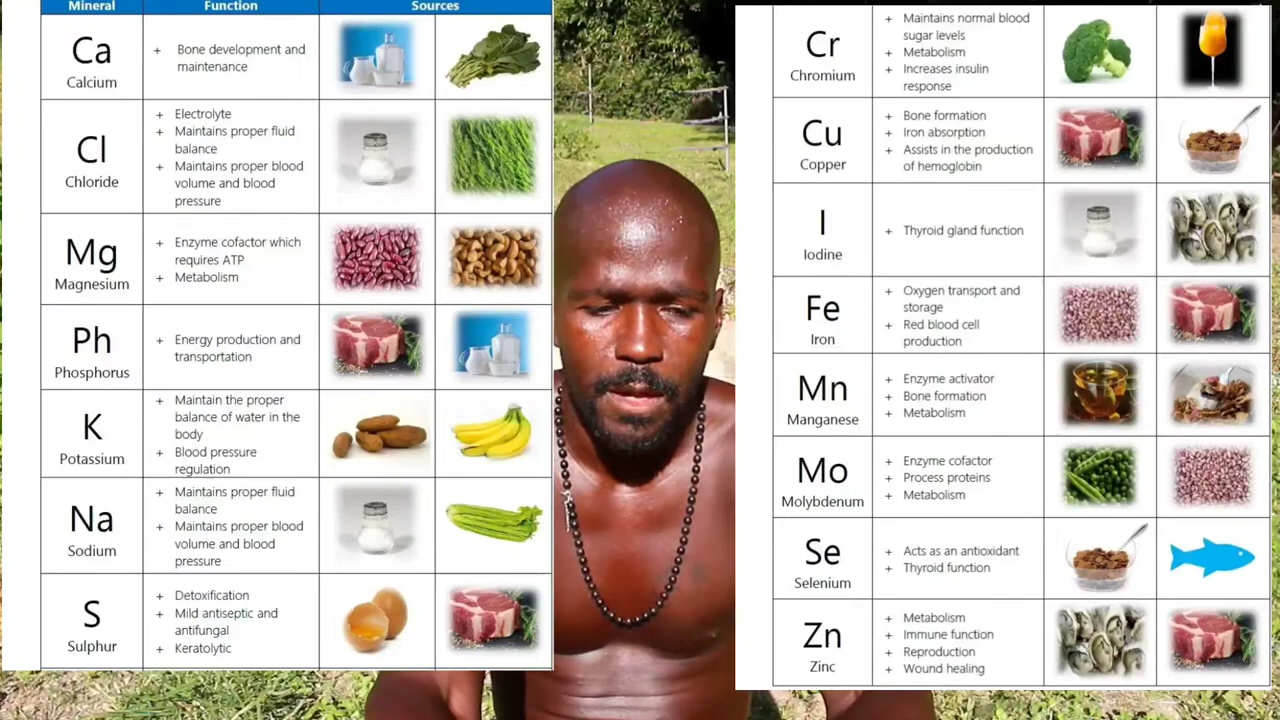 Mineral Function Sources
Ca
Calcium
+ Bone development and
maintenance
Cl
Chloride
+ Electrolyte
+ Maintains proper fluid
balance
+ Maintains proper blood
volume and blood
pressure
Mg
Magnesium
+ Enzyme cofactor which
requires ATP
+ Metabolism
Ph
Phosphorus
+ Energy production and
transportation
K
Potassium
+ Maintain the proper
balance of water in the
body
+ Blood pressure
regulation
Na
Sodium
+ Maintains proper fluid
balance
+ Maintains proper blood
volume and blood
pressure
S
Sulphur
+ Detoxification
+ Mild antiseptic and
antifungal
+ Keratolytic
Cr
Chromium
+ Maintains normal blood
sugar levels
+ Metabolism
+ Increases insulin
response
Cu
Copper
+ Bone formation
+ Iron absorption
+ Assists in the production
of hemoglobin
I
Iodine
+ Thyroid gland function
Fe
Iron
+ Oxygen transport and
storage
+ Red blood cell
production
Mn
Manganese
+ Enzyme activator
+ Bone formation
+ Metabolism
Mo
Molybdenum
+ Enzyme cofactor
+ Process proteins
+ Metabolism
Se
Selenium
+ Acts as an antioxidant
+ Thyroid function
Zn
Zinc
+ Metabolism
+ Immune function
+ Reproduction
+ Wound healing